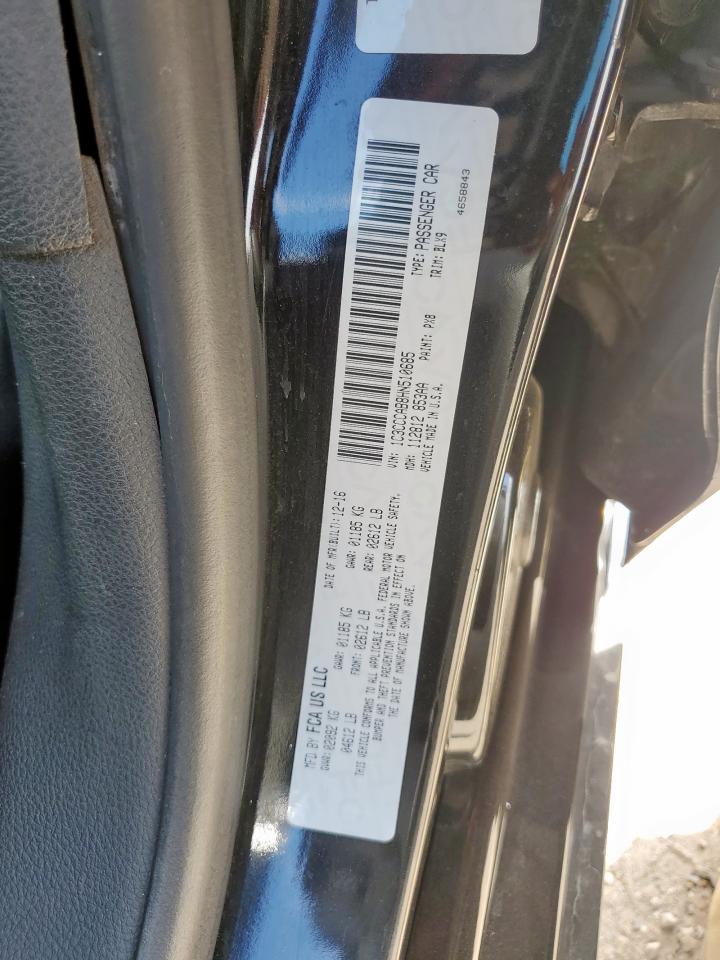 MFD BY FCA US LLC
DATE OF MFR(BUILT): 12-16
GVWR: 02092 KG
GAWR: 01185 KG
GAWR: 01185 KG
04612 LB
FRONT: 02612 LB
REAR: 02612 LB
THIS VEHICLE CONFORMS TO ALL APPLICABLE U.S.A. FEDERAL MOTOR VEHICLE SAFETY,
BUMPER AND THEFT PREVENTION STANDARDS IN EFFECT ON
THE DATE OF MANUFACTURE SHOWN ABOVE.
VIN: 1C3CCCAB8HN510685
TYPE: PASSENGER CAR
MDH: 112812 853AA
PAINT: PX8
TRIM: BLX9
VEHICLE MADE IN U.S.A.
4658843